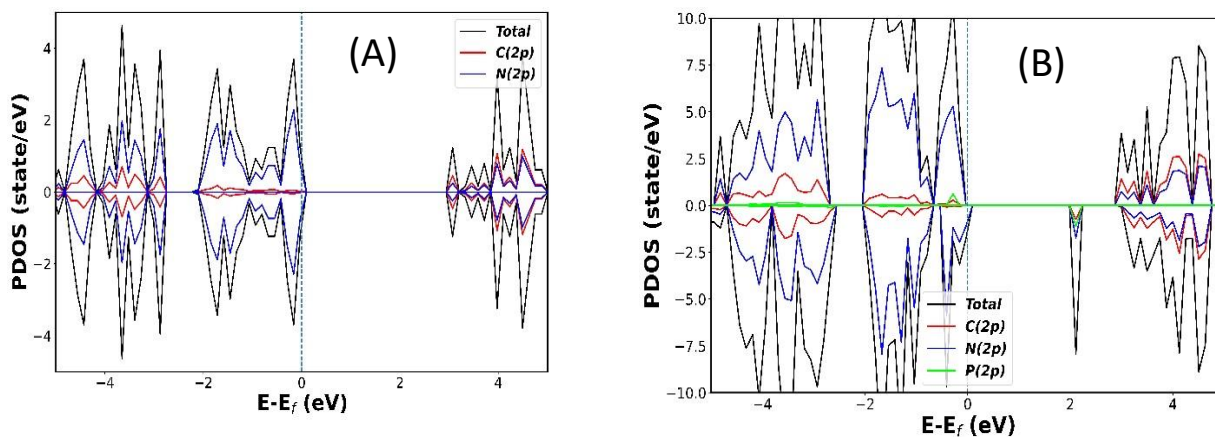 (A)
Total
C(2p)
N(2p)
PDOS (state/eV)
4
2
0
−2
−4
−4
−2
0
2
4
E-E_f (eV)
(B)
Total
C(2p)
N(2p)
P(2p)
PDOS (state/eV)
10.0
7.5
5.0
2.5
0.0
−2.5
−5.0
−7.5
−10.0
−4
−2
0
2
4
E-E_f (eV)